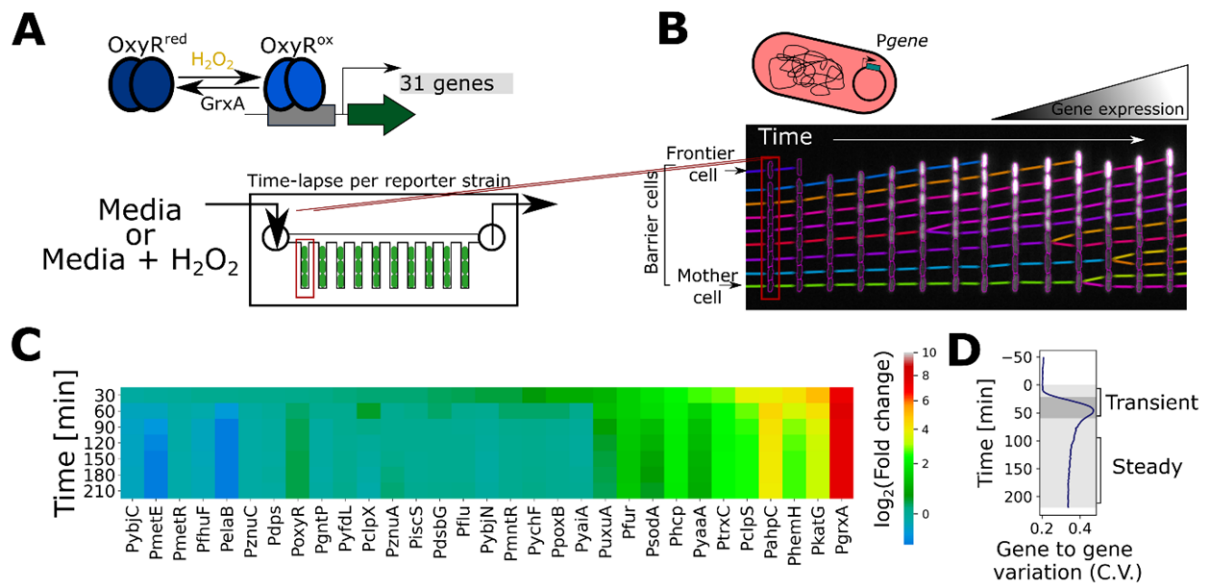 A
OxyRred
H2O2
GrxA
OxyRox
31 genes
Time-lapse per reporter strain
Media
or
Media + H2O2
B
Pgene
Gene expression
Time
Frontier
cell
Barrier cells
Mother
cell
C
Time [min]
30
60
90
120
150
180
210
PybjC
PmetE
PmetR
PfhuF
PelaB
PznuC
Pdps
PoxyR
PgntP
PyfdL
PclpX
PznuA
PiscS
PdsbG
Pflu
PybjN
PmntR
PychF
PpoxB
PyaiA
PuxuA
Pfur
PsodA
Phcp
PyaaA
PtrxC
PclpS
PahpC
PhemH
PkatG
PgrxA
log2(Fold change)
10
8
6
4
2
0
D
Time [min]
−50
0
50
100
150
200
Transient
Steady
0.2
0.4
Gene to gene
variation (C.V.)